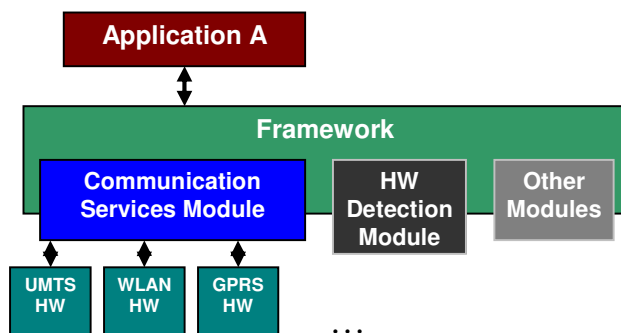 Application A
Framework
Communication
Services Module
HW
Detection
Module
Other
Modules
UMTS
HW
WLAN
HW
GPRS
HW
...